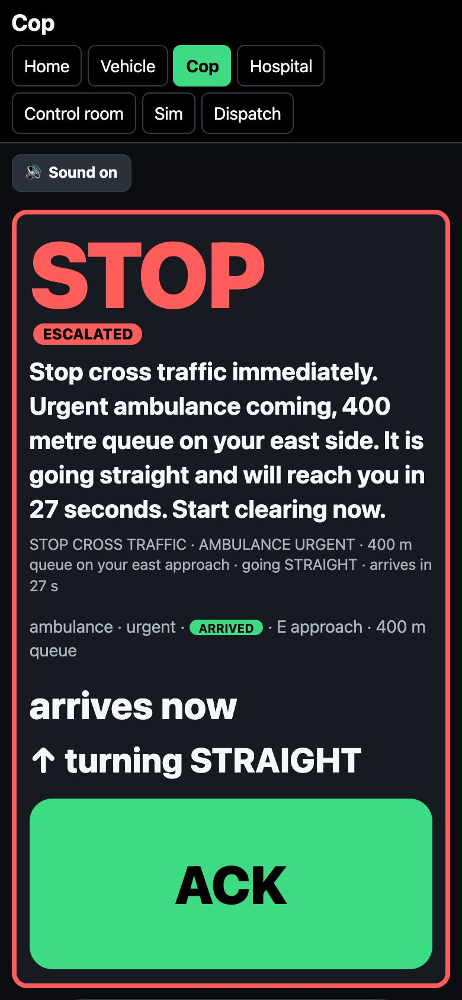 Cop
Home Vehicle Cop Hospital
Control room Sim Dispatch
🔊 Sound on
STOP
ESCALATED
Stop cross traffic immediately.
Urgent ambulance coming, 400
metre queue on your east side. It is
going straight and will reach you in
27 seconds. Start clearing now.
STOP CROSS TRAFFIC · AMBULANCE URGENT · 400 m
queue on your east approach · going STRAIGHT · arrives in
27 s
ambulance · urgent · ARRIVED · E approach · 400 m
queue
arrives now
↑ turning STRAIGHT
ACK